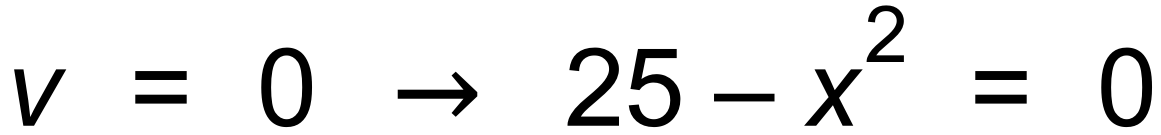 v = 0 → 25 − x²  = 0